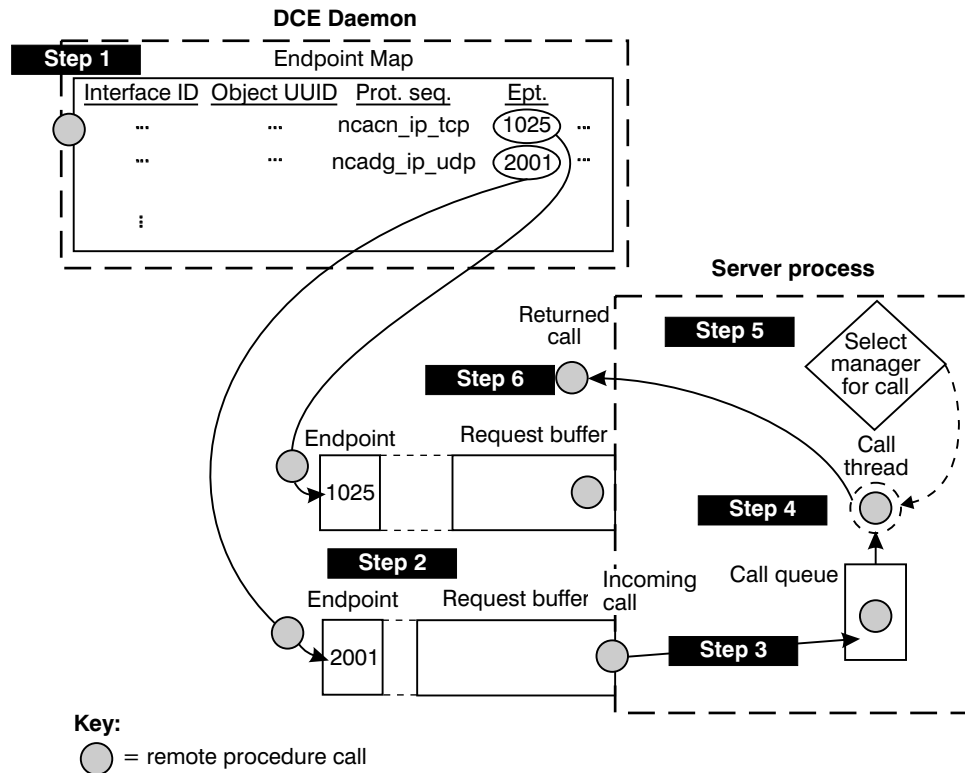 DCE Daemon
Step 1
Endpoint Map
Interface ID Object UUID Prot. seq. Ept.
... ... ncacn_ip_tcp 1025 ...
... ... ncadg_ip_udp 2001 ...
...
Server process
Returned
call
Step 5
Select
manager
for call
Step 6
Call
thread
Endpoint Request buffer
1025
Step 4
Step 2
Endpoint Request buffer
Incoming
call
Call queue
2001
Step 3
Key:
= remote procedure call